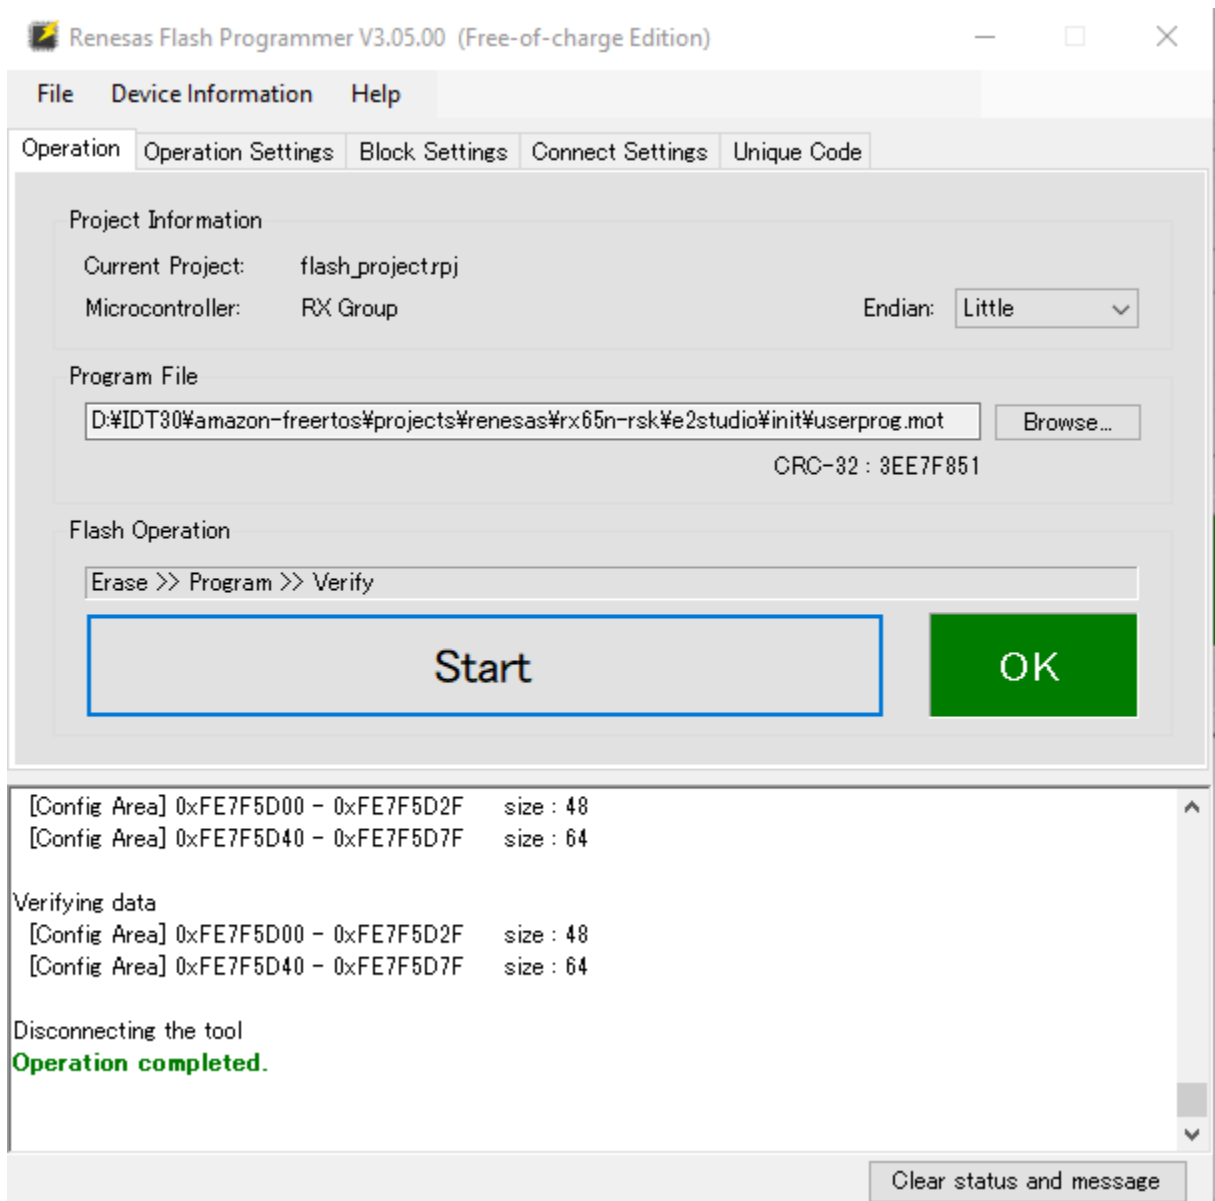 Renesas Flash Programmer V3.05.00 (Free-of-charge Edition)
File Device Information Help
Operation Operation Settings Block Settings Connect Settings Unique Code
Project Information
Current Project: flash_project.rpj
Microcontroller: RX Group Endian: Little
Program File
D:¥IDT30¥amazon-freertos¥projects¥renesas¥rx65n-rsk¥e2studio¥init¥userprog.mot Browse...
CRC-32 : 3EE7F851
Flash Operation
Erase >> Program >> Verify
Start OK
[Config Area] 0xFE7F5D00 - 0xFE7F5D2F size : 48
[Config Area] 0xFE7F5D40 - 0xFE7F5D7F size : 64
Verifying data
[Config Area] 0xFE7F5D00 - 0xFE7F5D2F size : 48
[Config Area] 0xFE7F5D40 - 0xFE7F5D7F size : 64
Disconnecting the tool
Operation completed.
Clear status and message